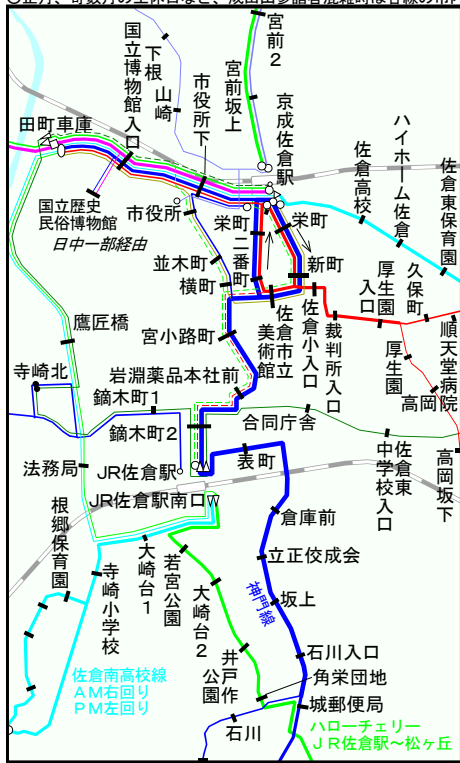 宮前2
下根
山崎
宮前坂上
国立博物館入口
市役所下
京成佐倉駅
ハイホーム佐倉
佐倉高校
佐倉東保育園
田町車庫
国立歴史
民俗博物館
日中一部経由
市役所
栄町
栄町
二番町
新町
並木町
横町
佐倉市立
美術館
佐倉小入口
裁判所入口
厚生園
入口
久保町
順天堂病院
厚生園
高岡
高岡坂下
宮小路町
鷹匠橋
寺崎北
岩淵薬品本社前
鏑木町1
鏑木町2
合同庁舎
佐倉東
中学校入口
法務局
JR佐倉駅
表町
JR佐倉駅南口
根郷保育園
寺崎小学校
大崎台1
若宮公園
大崎台2
井戸作
公園
倉庫前
立正佼成会
神門線
坂上
石川入口
角栄団地
城郵便局
石川
佐倉南高校線
AM右回り
PM左回り
ハローチェリー
JR佐倉駅～松ヶ丘